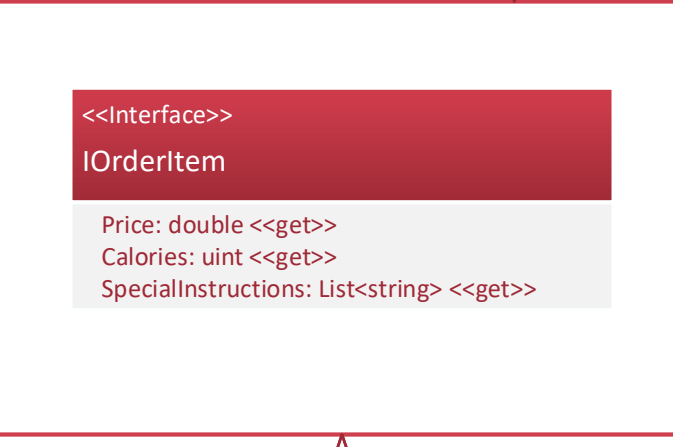 <<Interface>>
IOrderItem
Price: double <<get>>
Calories: uint <<get>>
SpecialInstructions: List<string> <<get>>